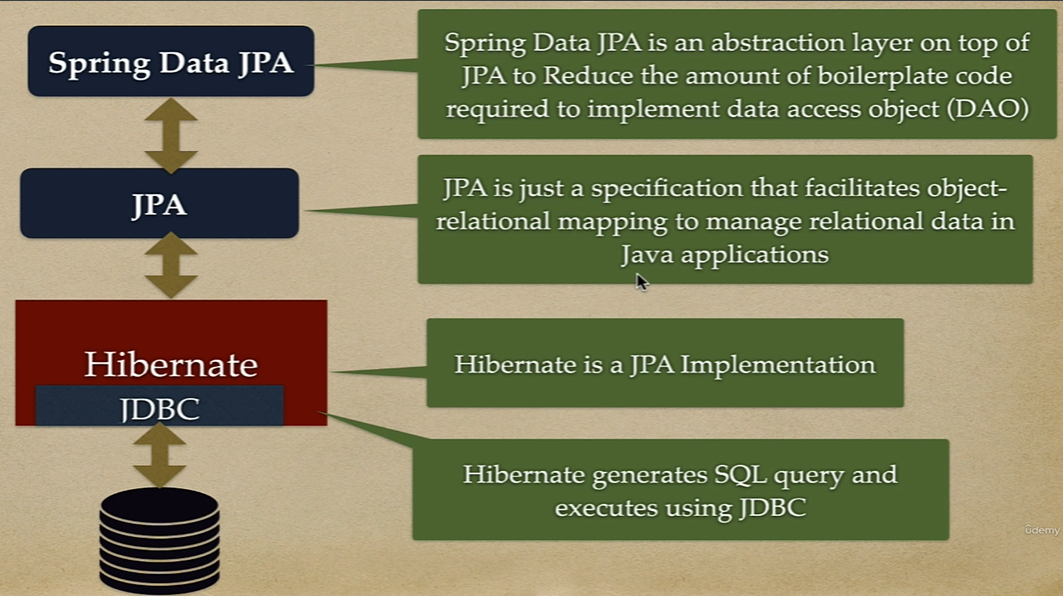 Spring Data JPA
Spring Data JPA is an abstraction layer on top of
JPA to Reduce the amount of boilerplate code
required to implement data access object (DAO)
JPA
JPA is just a specification that facilitates object-
relational mapping to manage relational data in
Java applications
Hibernate
JDBC
Hibernate is a JPA Implementation
Hibernate generates SQL query and
executes using JDBC
udemy